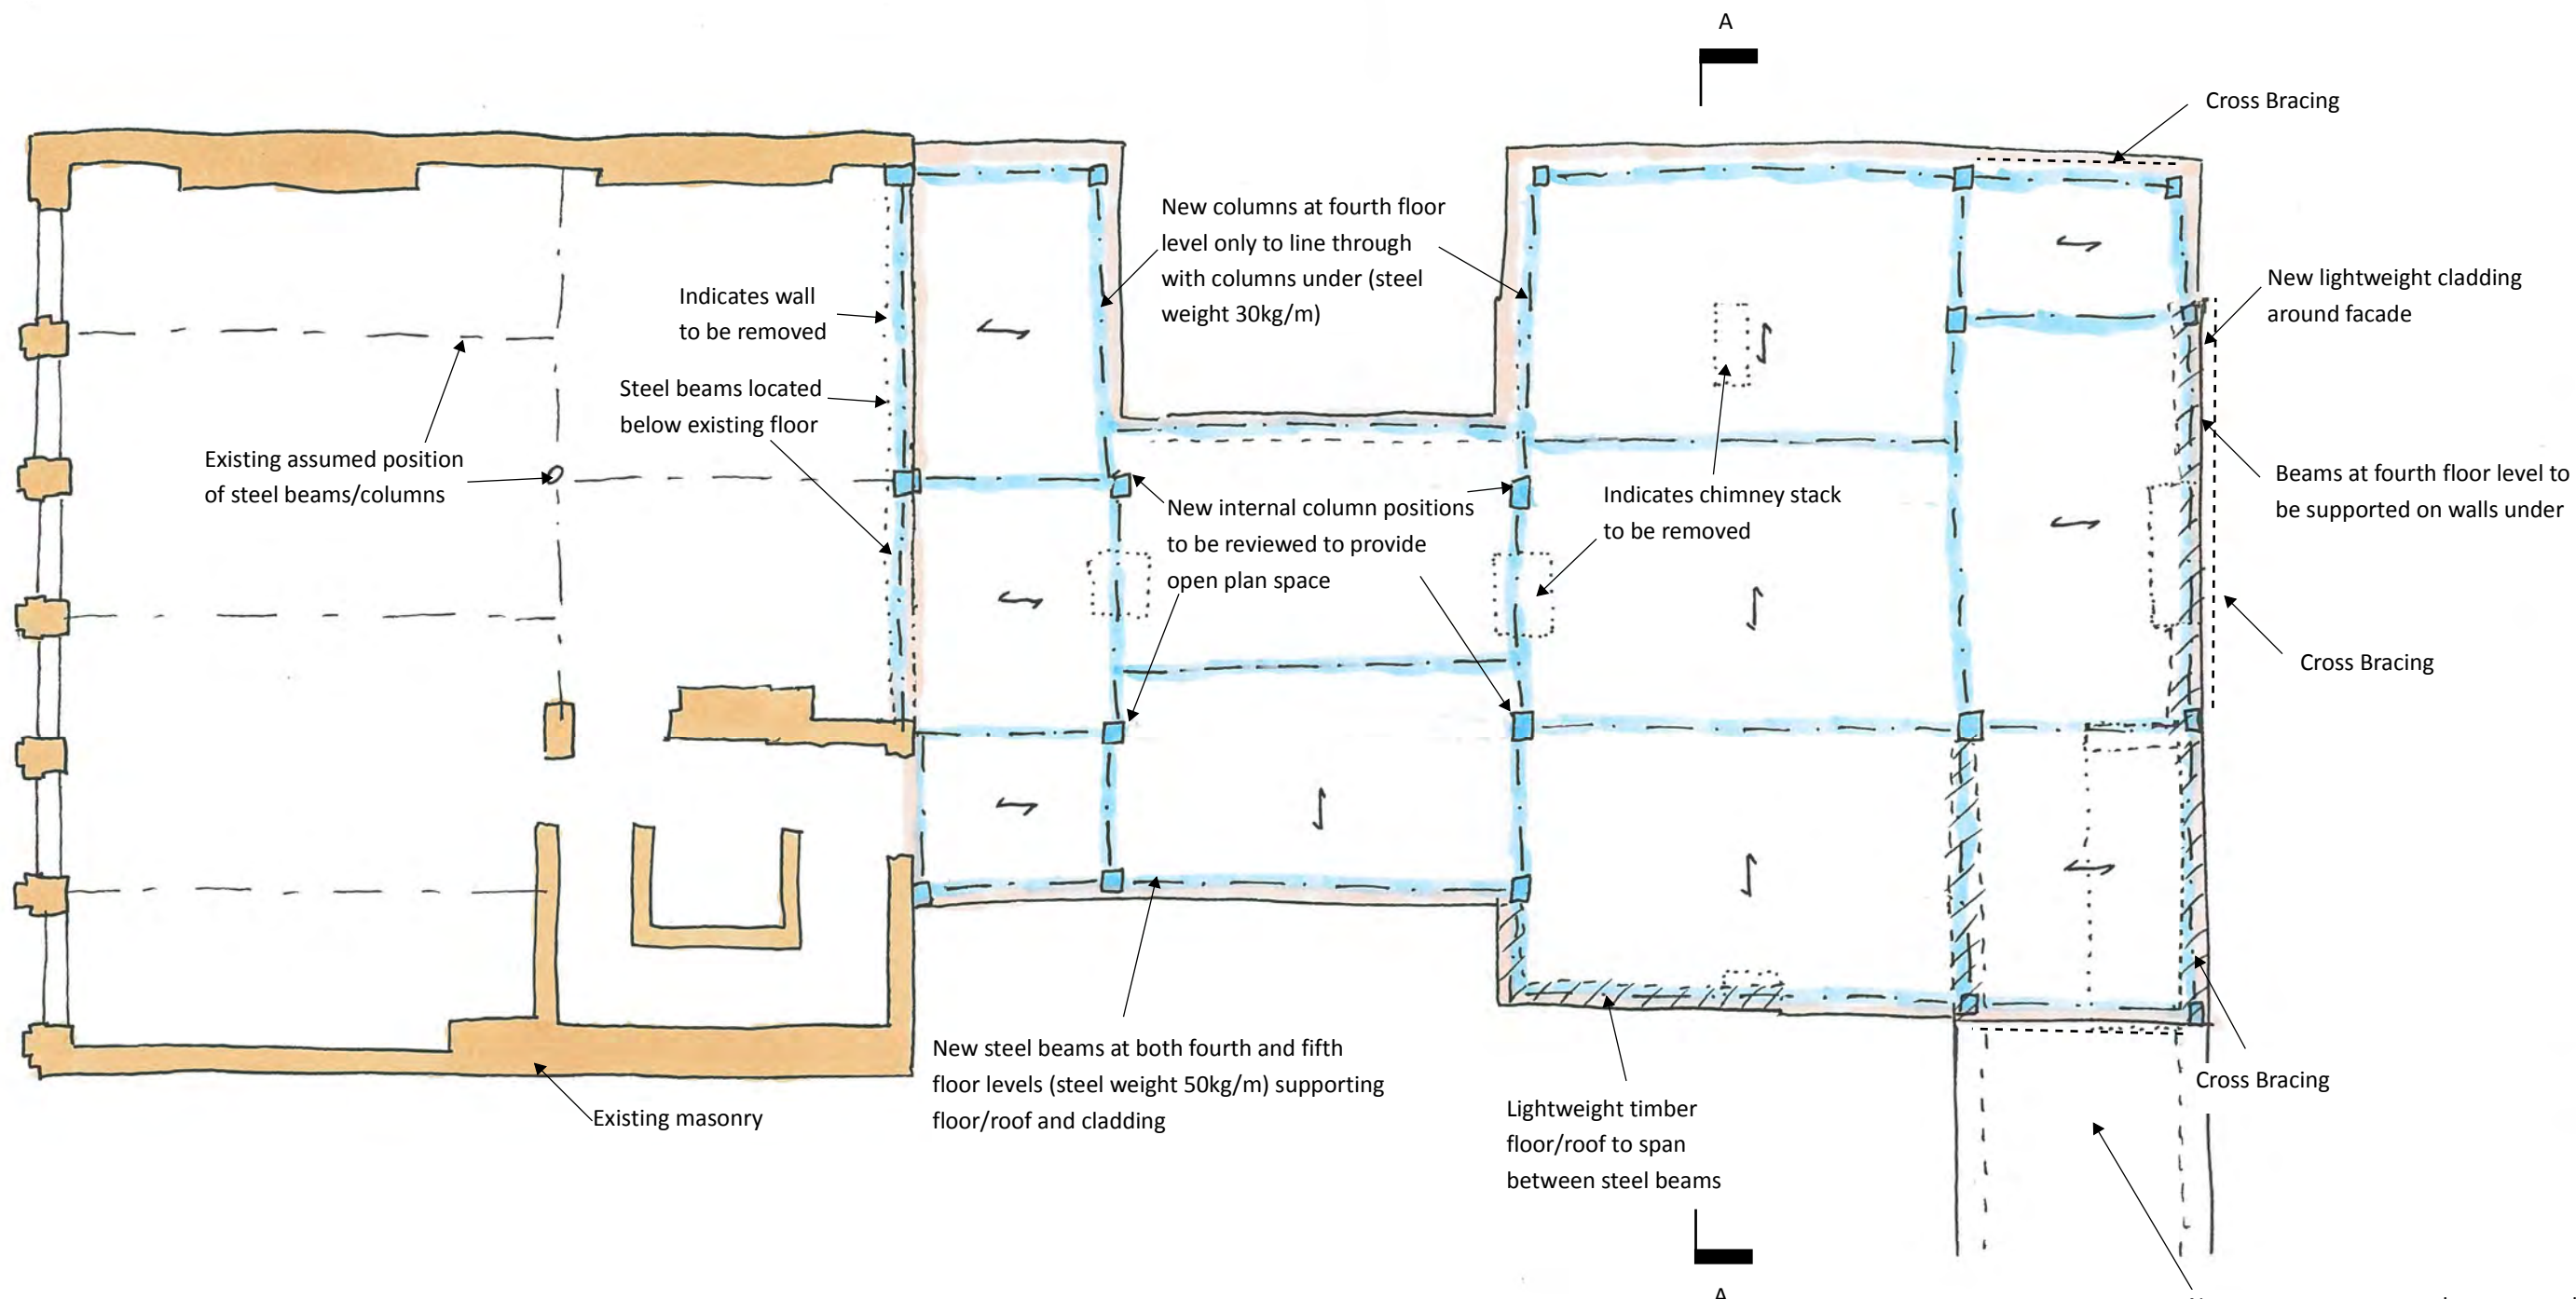 A
Cross Bracing
New columns at fourth floor
level only to line through
with columns under (steel
weight 30kg/m)
Indicates wall
to be removed
New lightweight cladding
around facade
Steel beams located
below existing floor
Existing assumed position
of steel beams/columns
Beams at fourth floor level to
be supported on walls under
New internal column positions
to be reviewed to provide
open plan space
Indicates chimney stack
to be removed
Cross Bracing
New steel beams at both fourth and fifth
floor levels (steel weight 50kg/m) supporting
floor/roof and cladding
Existing masonry
Cross Bracing
Lightweight timber
floor/roof to span
between steel beams
A